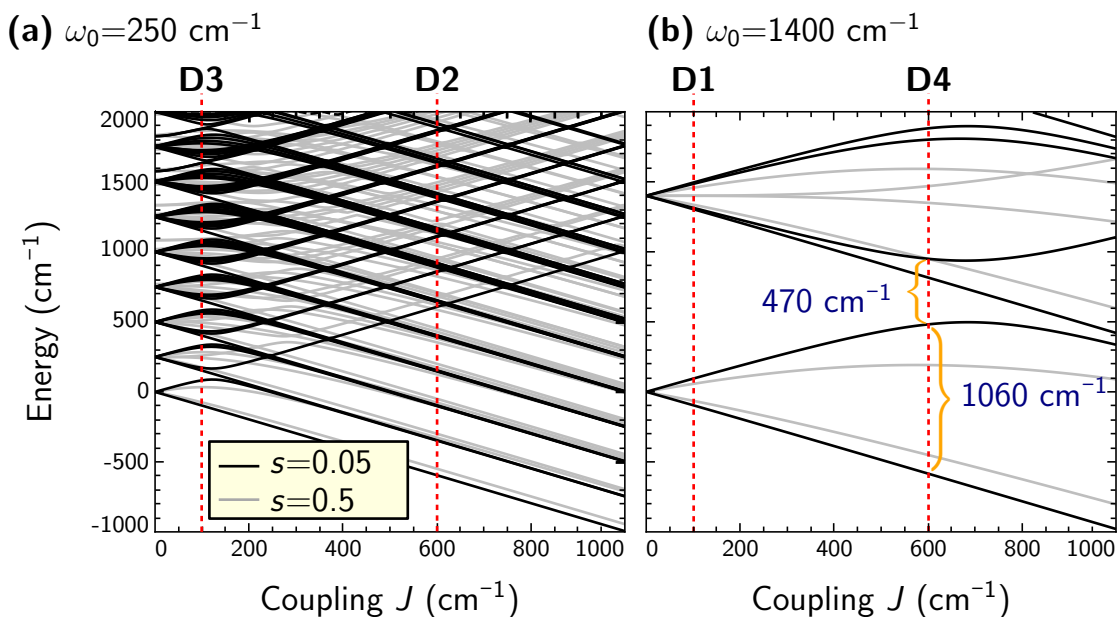 (a) ω₀=250 cm⁻¹
(b) ω₀=1400 cm⁻¹
D3
D2
D1
D4
2000
1500
1000
500
0
-500
-1000
Energy (cm⁻¹)
s=0.05
s=0.5
470 cm⁻¹
1060 cm⁻¹
0 200 400 600 800 1000
0 200 400 600 800 1000
Coupling J (cm⁻¹)
Coupling J (cm⁻¹)